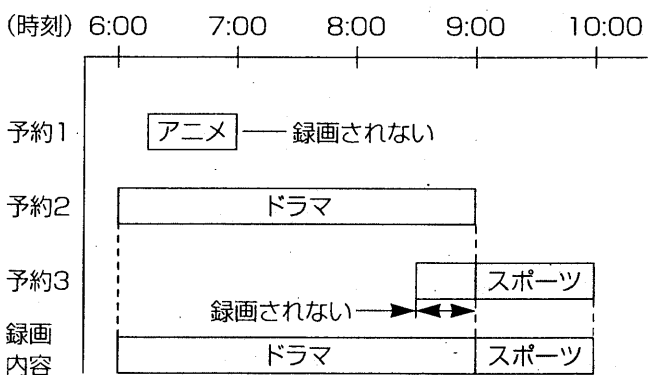 (時刻) 6:00 7:00 8:00 9:00 10:00
予約1 アニメ 録画されない
予約2 ドラマ
予約3 スポーツ
録画されない
録画
内容 ドラマ スポーツ